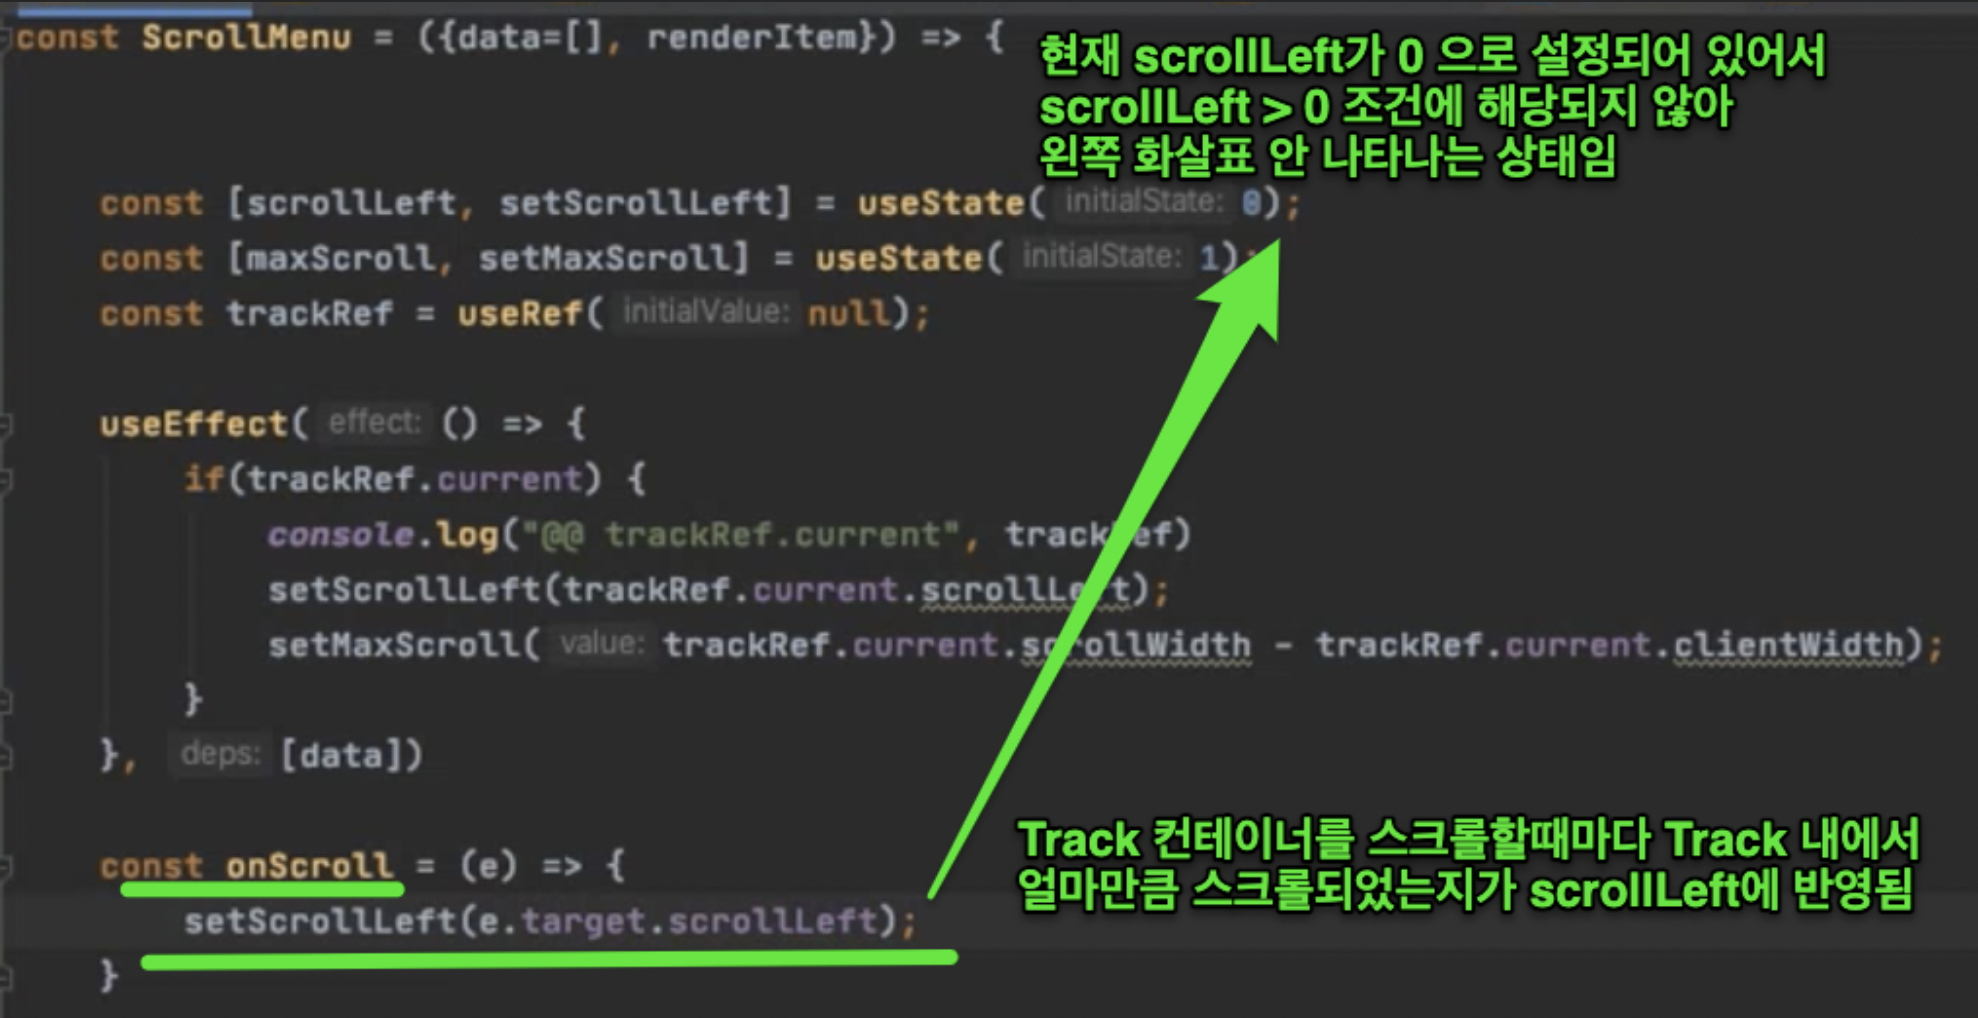 const ScrollMenu = ({data=[], renderItem}) => {
현재 scrollLeft가 0 으로 설정되어 있어서
scrollLeft > 0 조건에 해당되지 않아
왼쪽 화살표 안 나타나는 상태임
const [scrollLeft, setScrollLeft] = useState( initialState: 0);
const [maxScroll, setMaxScroll] = useState( initialState: 1);
const trackRef = useRef( initialValue: null);
useEffect( effect: () => {
if(trackRef.current) {
console.log("@@ trackRef.current", trackRef)
setScrollLeft(trackRef.current.scrollLeft);
setMaxScroll( value: trackRef.current.scrollWidth - trackRef.current.clientWidth);
}
}, deps: [data])
Track 컨테이너를 스크롤할때마다 Track 내에서
얼마만큼 스크롤되었는지가 scrollLeft에 반영됨
const onScroll = (e) => {
setScrollLeft(e.target.scrollLeft);
}